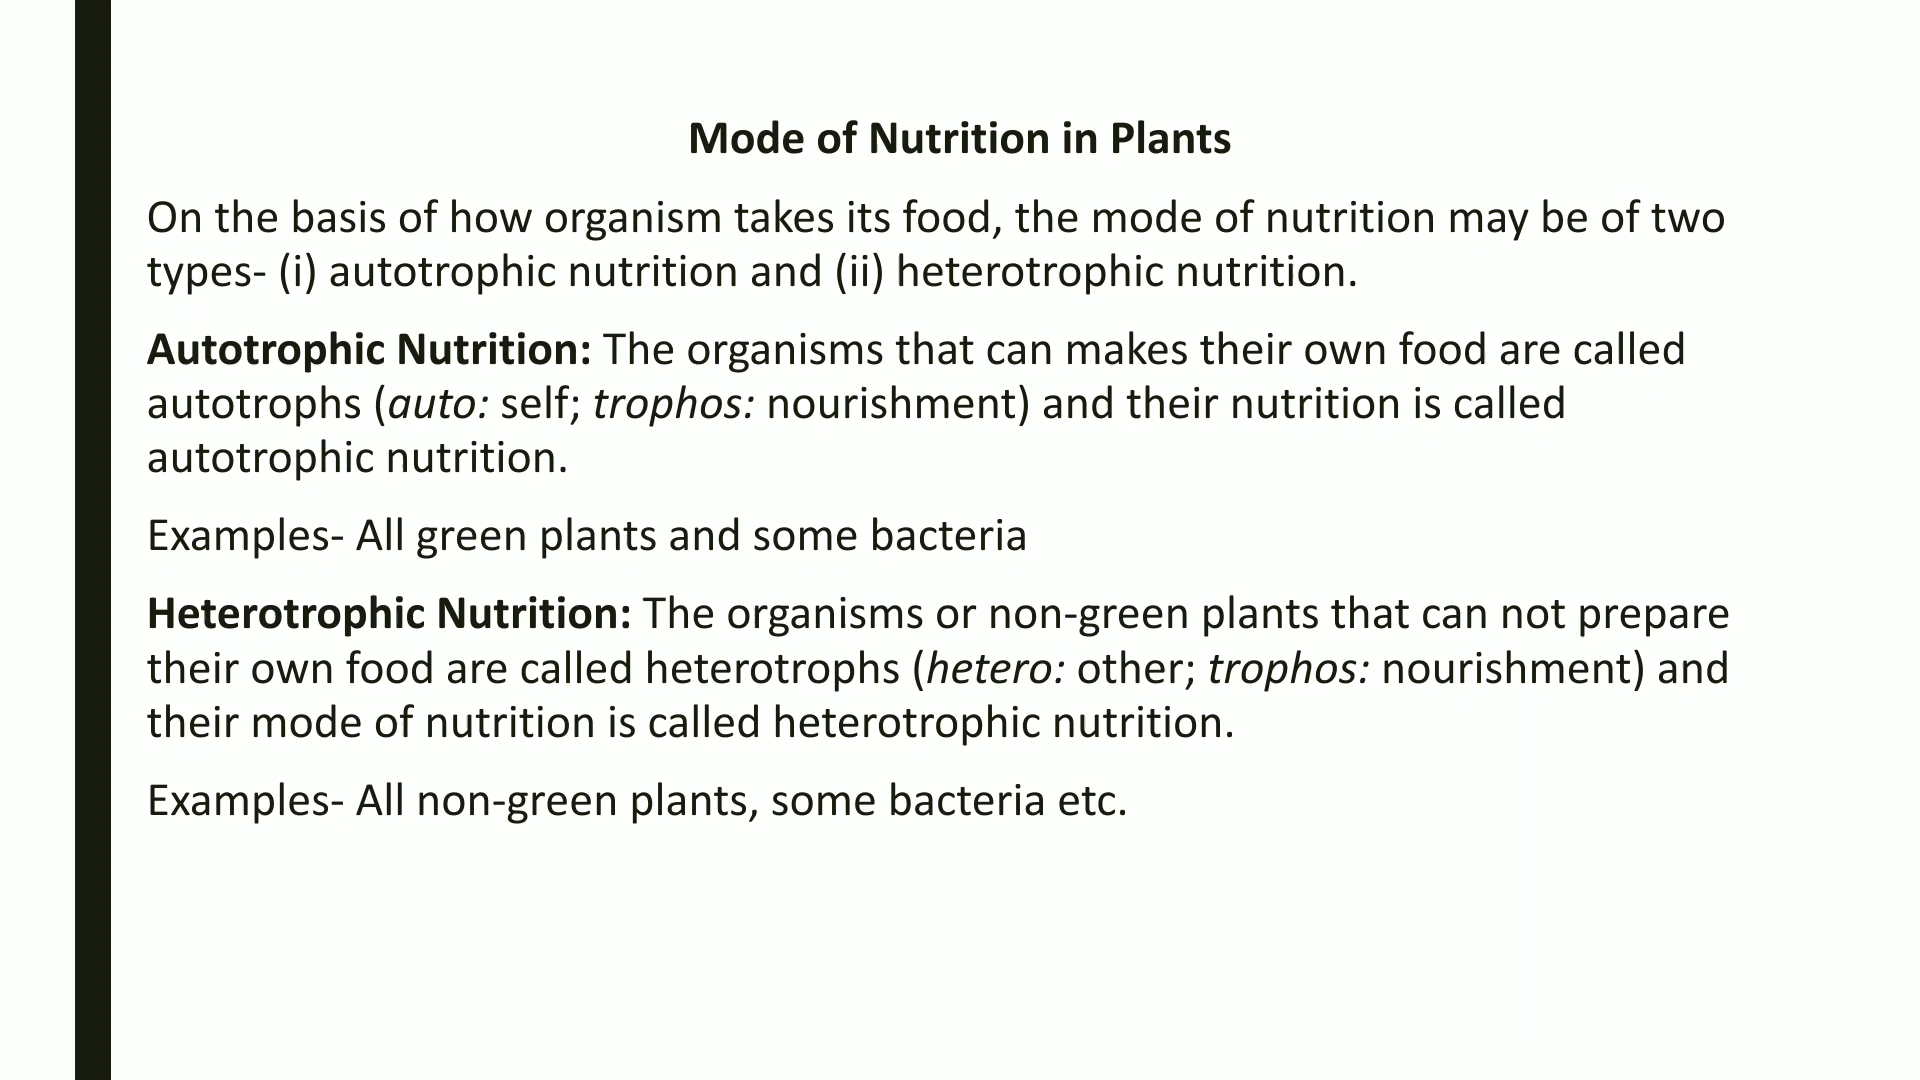 Mode of Nutrition in Plants
On the basis of how organism takes its food, the mode of nutrition may be of two
types- (i) autotrophic nutrition and (ii) heterotrophic nutrition.
Autotrophic Nutrition: The organisms that can makes their own food are called
autotrophs (auto: self; trophos: nourishment) and their nutrition is called
autotrophic nutrition.
Examples- All green plants and some bacteria
Heterotrophic Nutrition: The organisms or non-green plants that can not prepare
their own food are called heterotrophs (hetero: other; trophos: nourishment) and
their mode of nutrition is called heterotrophic nutrition.
Examples- All non-green plants, some bacteria etc.